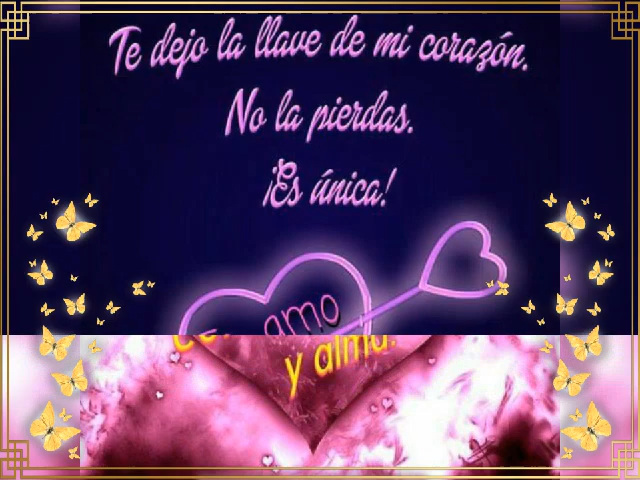 Te dejo la llave de mi corazón.
No la pierdas.
¡Es única!
amo
y alma.